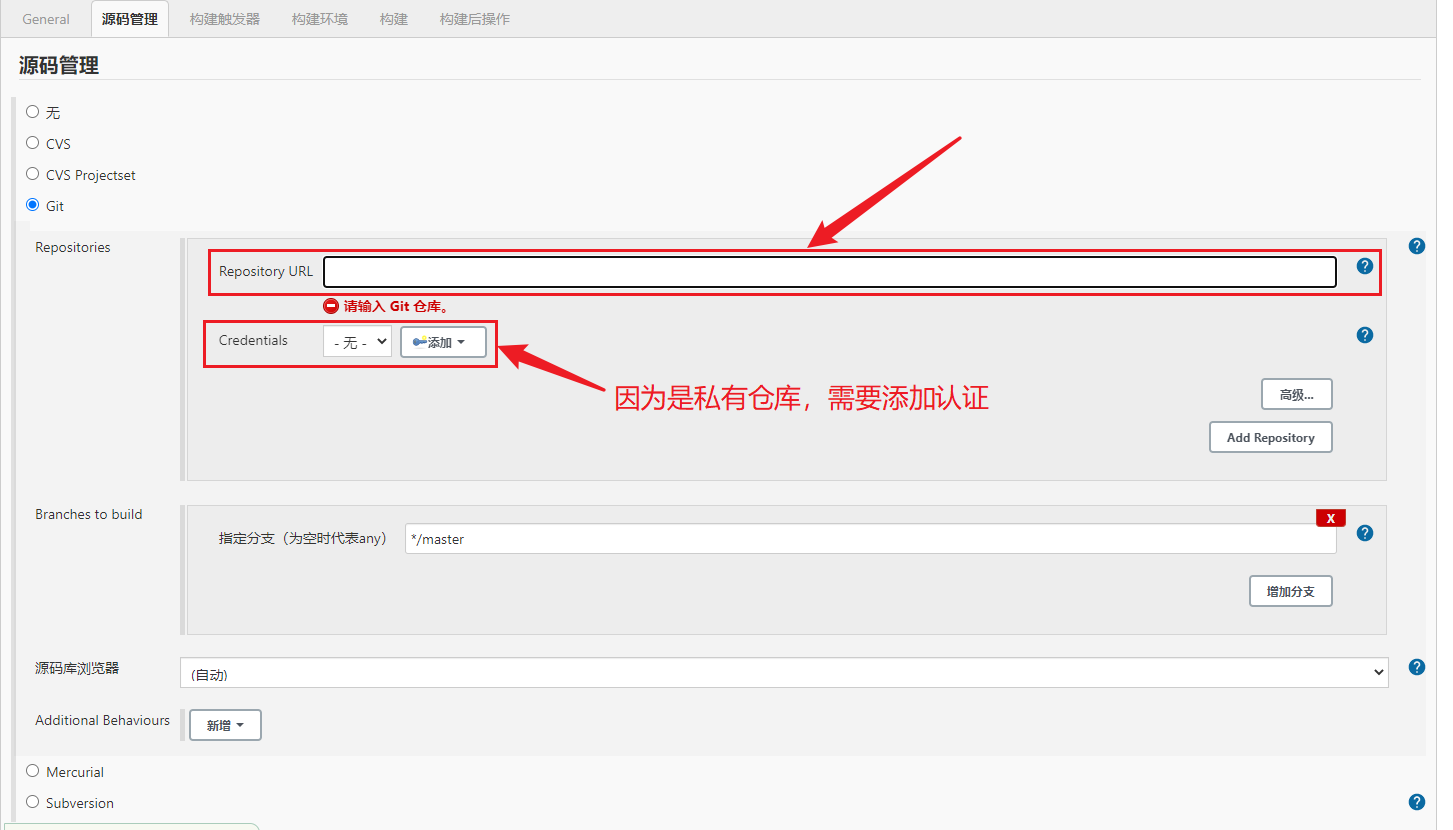 General 源码管理 构建触发器 构建环境 构建 构建后操作
源码管理
无
CVS
CVS Projectset
Git
Repositories
Repository URL
请输入 Git 仓库。
Credentials - 无 - 添加
因为是私有仓库，需要添加认证
高级...
Add Repository
Branches to build
X
指定分支（为空时代表any） */master
增加分支
源码库浏览器 (自动)
Additional Behaviours 新增
Mercurial
Subversion